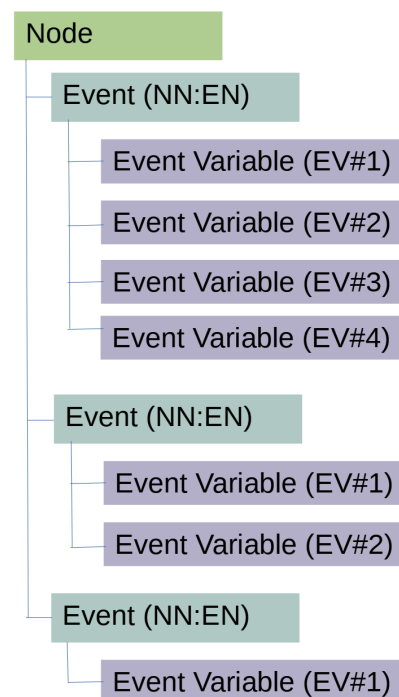 Node
Event (NN:EN)
Event Variable (EV#1)
Event Variable (EV#2)
Event Variable (EV#3)
Event Variable (EV#4)
Event (NN:EN)
Event Variable (EV#1)
Event Variable (EV#2)
Event (NN:EN)
Event Variable (EV#1)